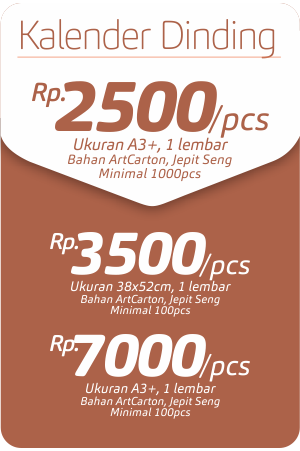 Kalender Dinding
Rp.2500/pcs
Ukuran A3+, 1 lembar
Bahan ArtCarton, Jepit Seng
Minimal 1000pcs
Rp.3500/pcs
Ukuran 38x52cm, 1 lembar
Bahan ArtCarton, Jepit Seng
Minimal 100pcs
Rp.7000/pcs
Ukuran A3+, 1 lembar
Bahan ArtCarton, Jepit Seng
Minimal 100pcs